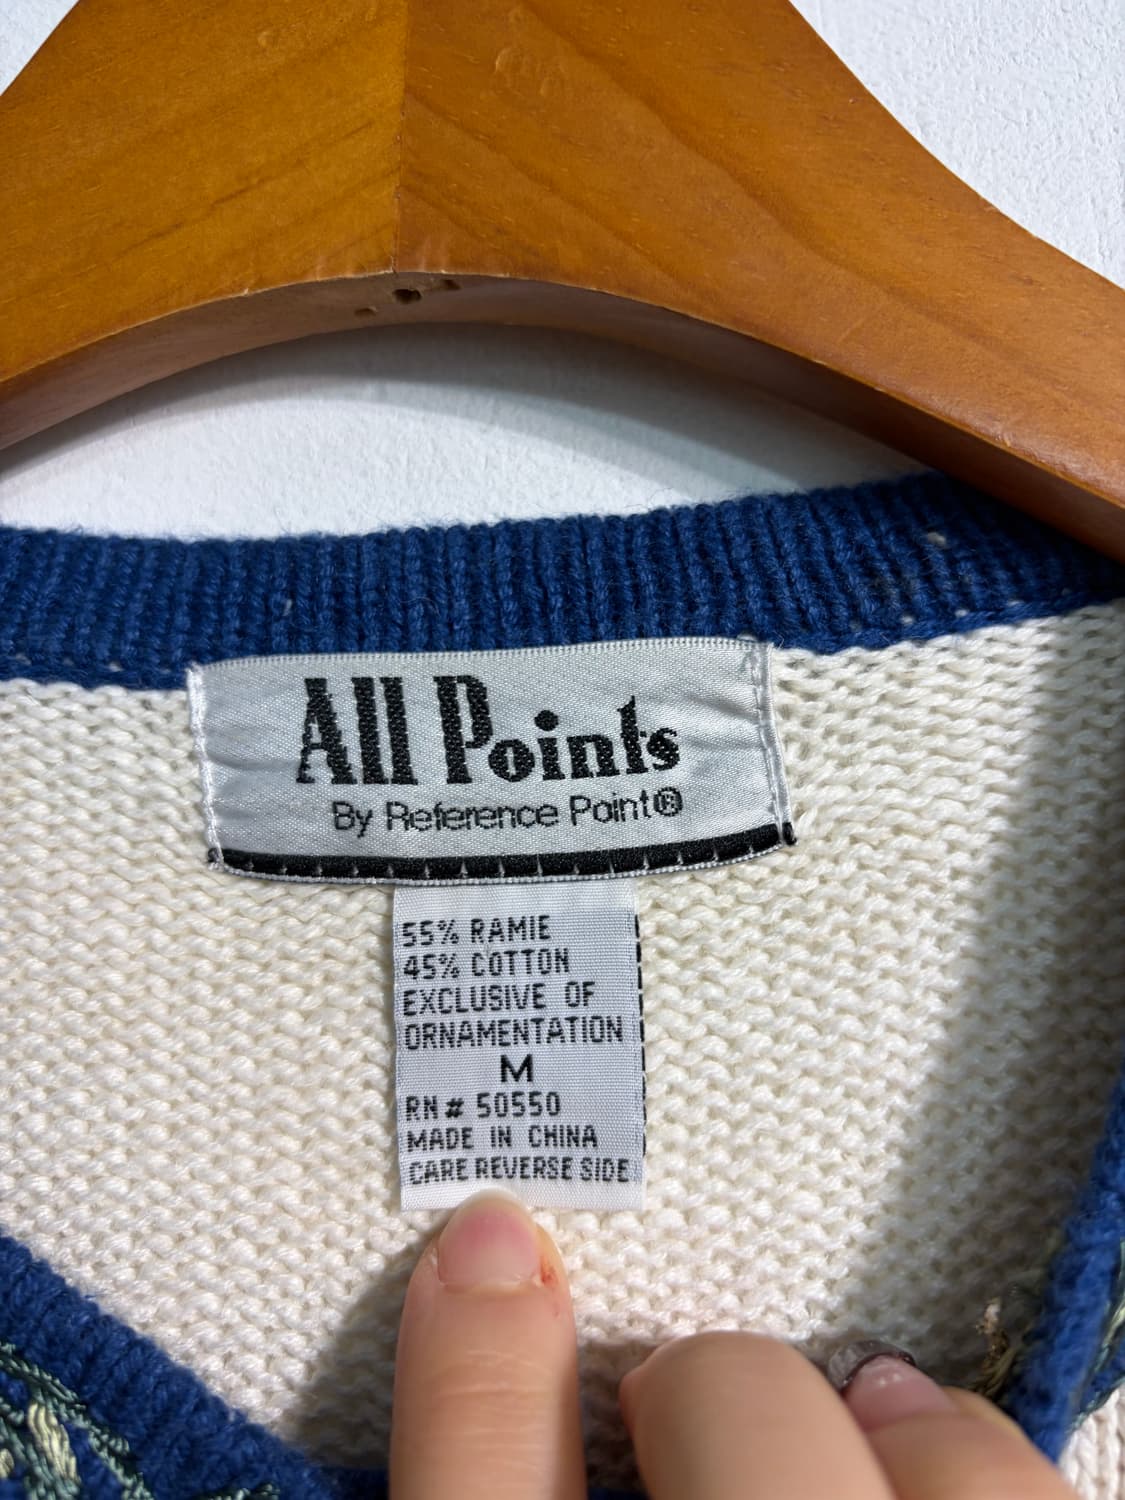 All Points
By Reference Point®
55% RAMIE
45% COTTON
EXCLUSIVE OF
ORNAMENTATION
M
RN# 50550
MADE IN CHINA
CARE REVERSE SIDE